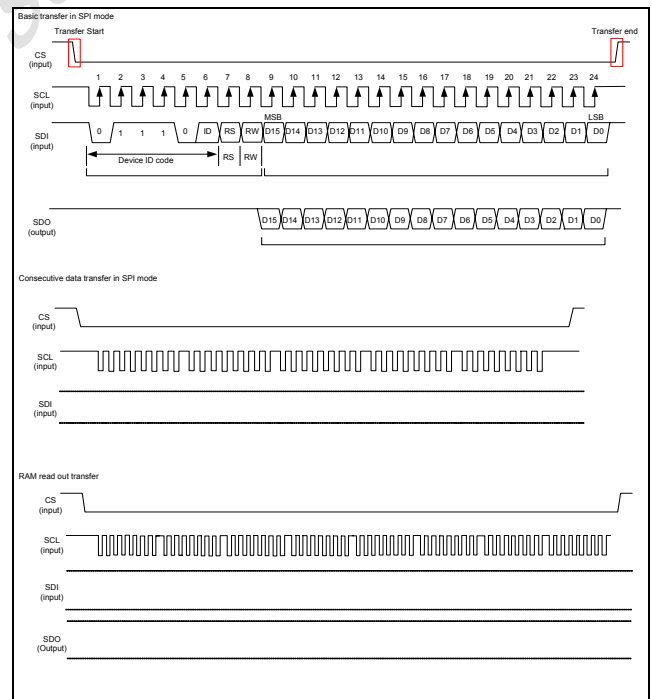 Basic transfer in SPI mode
Transfer Start Transfer end
CS
(input)
1 2 3 4 5 6 7 8 9 10 11 12 13 14 15 16 17 18 19 20 21 22 23 24
SCL
(input)
MSB LSB
SDI
(input)
0 1 1 1 0 ID RS RW D15 D14 D13 D12 D11 D10 D9 D8 D7 D6 D5 D4 D3 D2 D1 D0
Device ID code RS RW
SDO
(output)
D15 D14 D13 D12 D11 D10 D9 D8 D7 D6 D5 D4 D3 D2 D1 D0
Consecutive data transfer in SPI mode
CS
(input)
SCL
(input)
SDI
(input)
RAM read out transfer
CS
(input)
SCL
(input)
SDI
(input)
SDO
(Output)